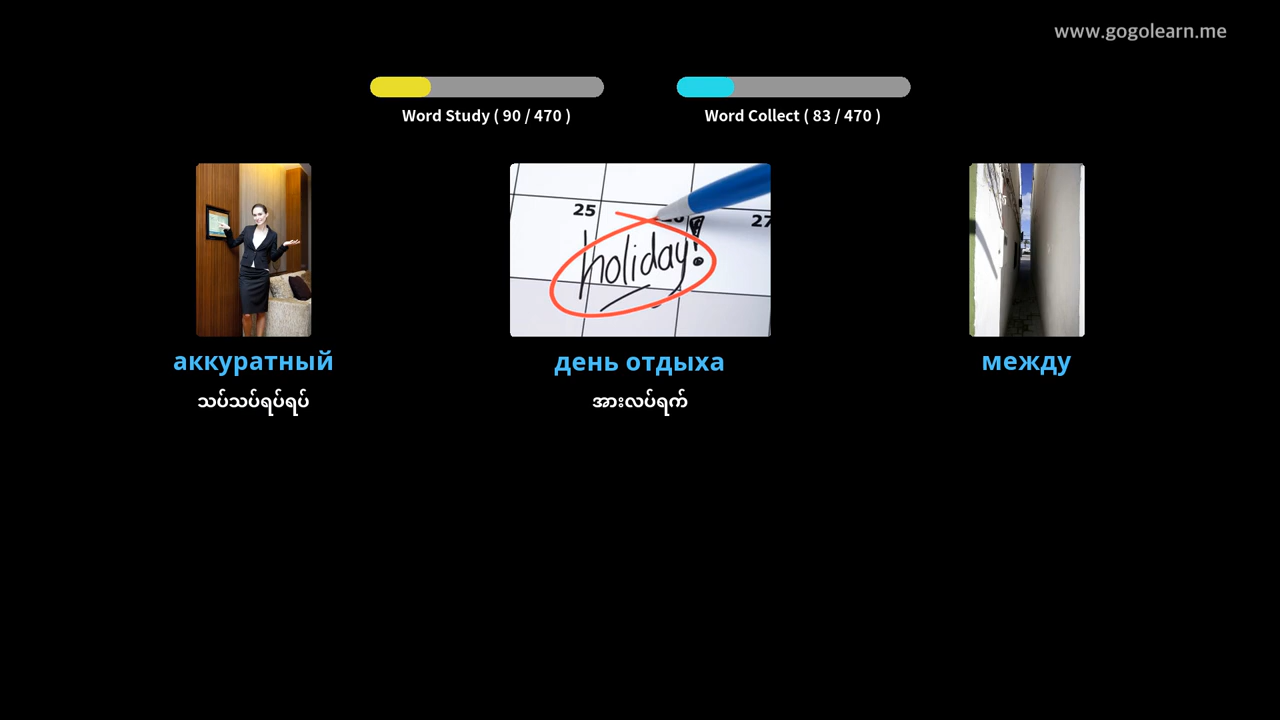 www.gogolearn.me
Word Study ( 90 / 470 )
Word Collect ( 83 / 470 )
25
27
holiday!
аккуратный
день отдыха
между
သပ်သပ်ရပ်ရပ်
အားလပ်ရက်